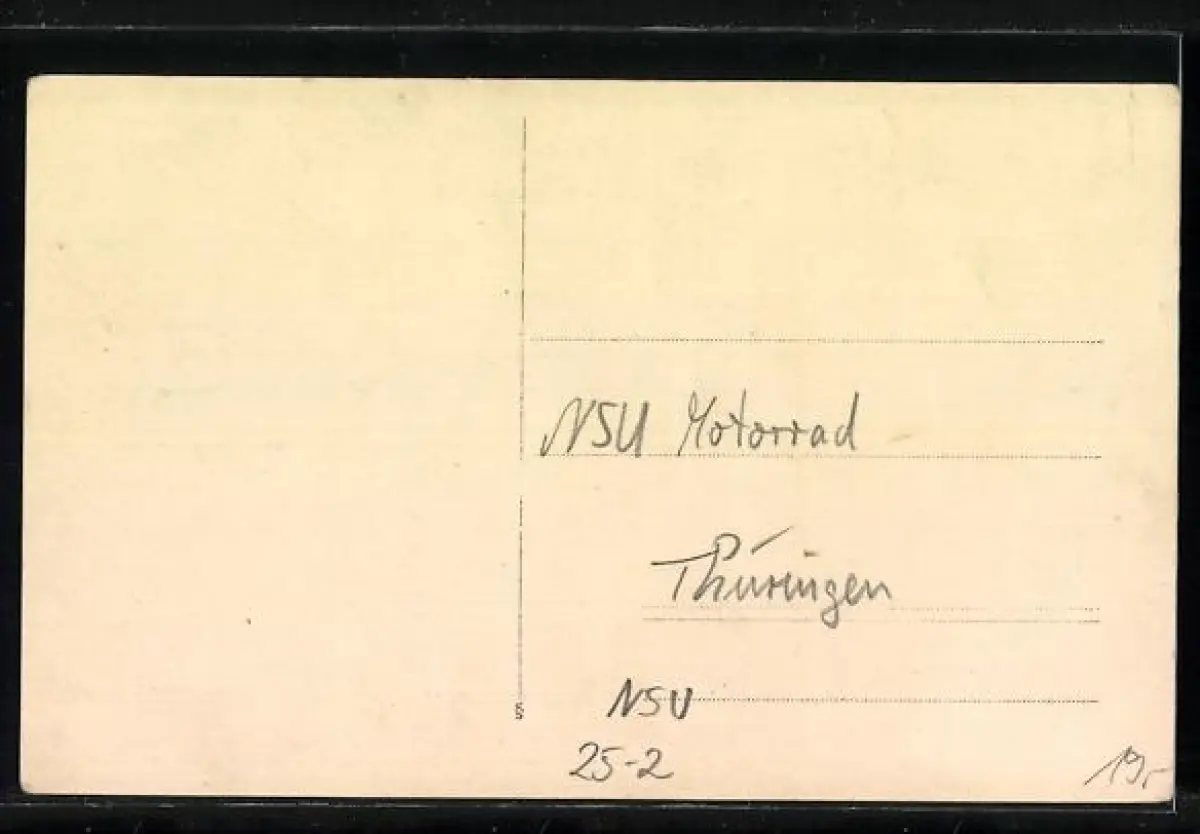 NSU Motorrad
Thüringen
§
NSU
25-2
19,-